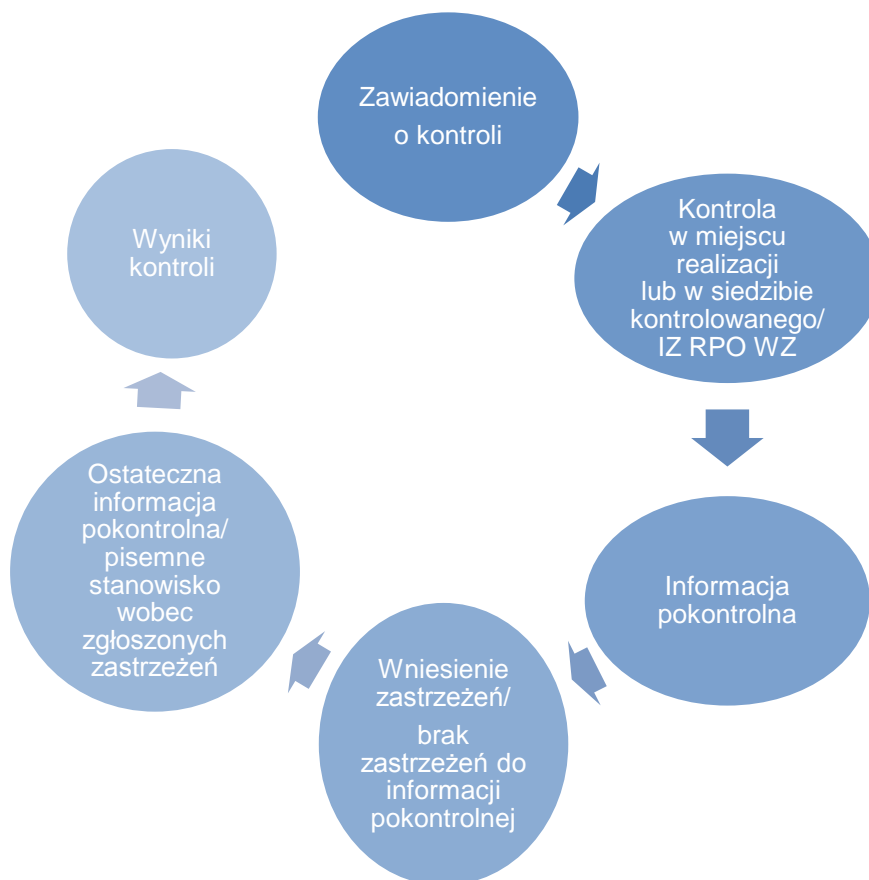 Zawiadomienie
o kontroli
Kontrola
w miejscu
realizacji
lub w siedzibie
kontrolowanego/
IZ RPO WZ
Informacja
pokontrolna
Wniesienie
zastrzeżeń/
brak
zastrzeżeń do
informacji
pokontrolnej
Ostateczna
informacja
pokontrolna/
pisemne
stanowisko
wobec
zgłoszonych
zastrzeżeń
Wyniki
kontroli